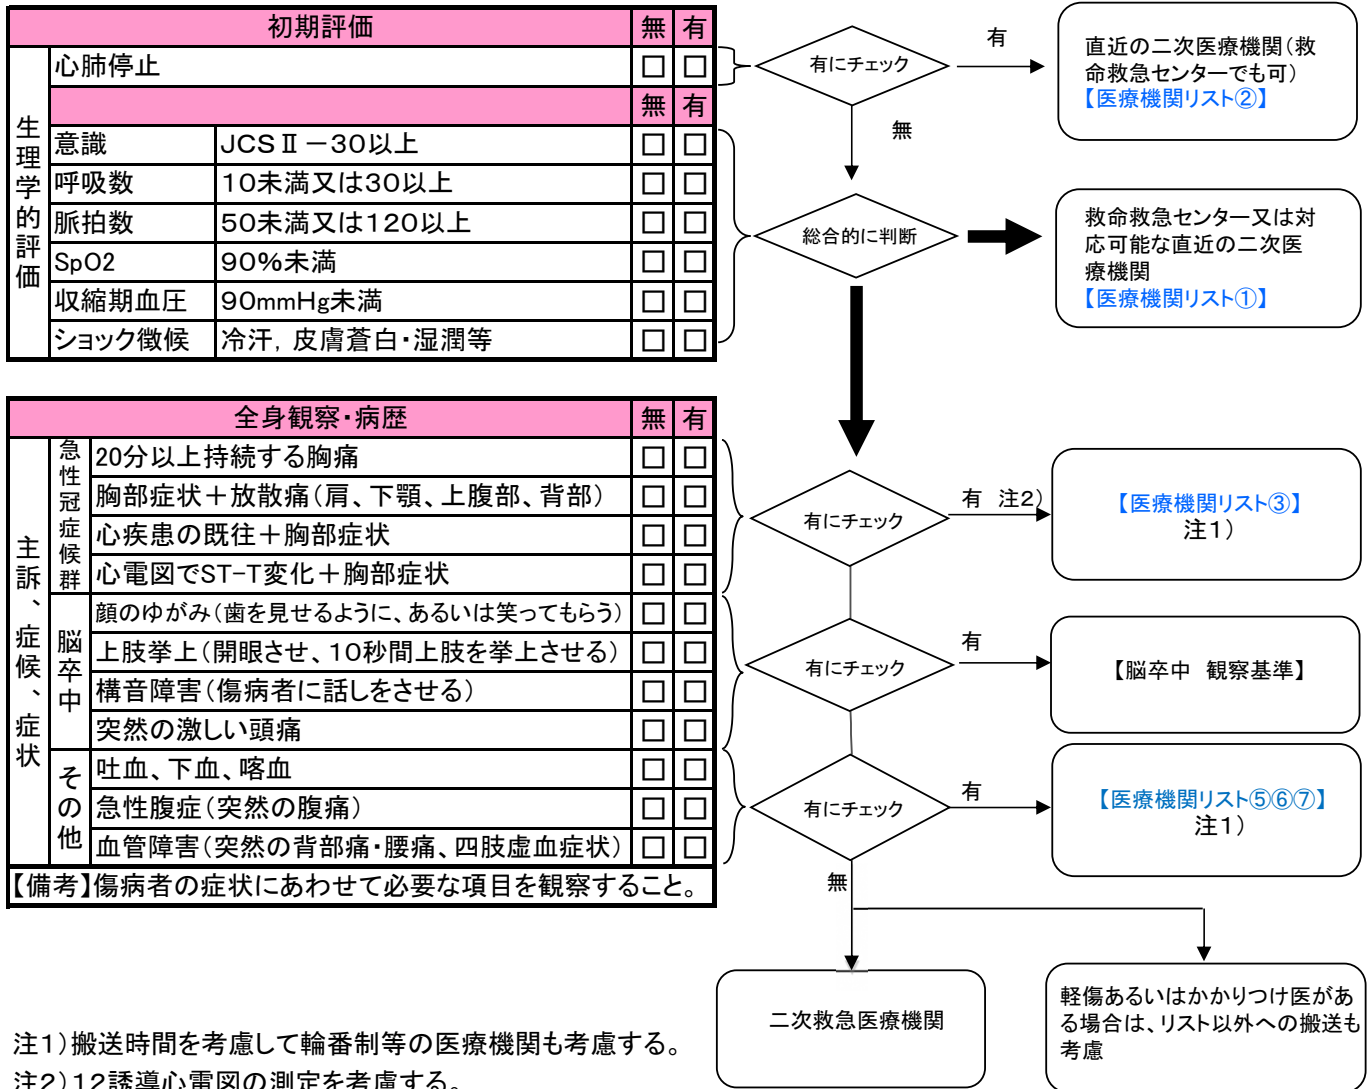 初期評価 無 有
心肺停止 □ □
無 有
生理学的評価
意識 JCSⅡ－30以上 □ □
呼吸数 10未満又は30以上 □ □
脈拍数 50未満又は120以上 □ □
SpO2 90%未満 □ □
収縮期血圧 90mmHg未満 □ □
ショック徴候 冷汗，皮膚蒼白・湿潤等 □ □
有にチェック
有
無
直近の二次医療機関（救
命救急センターでも可）
【医療機関リスト②】
総合的に判断
救命救急センター又は対
応可能な直近の二次医
療機関
【医療機関リスト①】
全身観察・病歴 無 有
主訴、症候、症状
急性冠症候群
20分以上持続する胸痛 □ □
胸部症状＋放散痛（肩、下顎、上腹部、背部） □ □
心疾患の既往＋胸部症状 □ □
心電図でST-T変化＋胸部症状 □ □
脳卒中
顔のゆがみ（歯を見せるように、あるいは笑ってもらう） □ □
上肢挙上（開眼させ、10秒間上肢を挙上させる） □ □
構音障害（傷病者に話しをさせる） □ □
突然の激しい頭痛 □ □
その他
吐血、下血、喀血 □ □
急性腹症（突然の腹痛） □ □
血管障害（突然の背部痛・腰痛、四肢虚血症状） □ □
【備考】傷病者の症状にあわせて必要な項目を観察すること。
有にチェック
有 注2）
【医療機関リスト③】
注1）
有にチェック
有
【脳卒中 観察基準】
有にチェック
有
【医療機関リスト⑤⑥⑦】
注1）
無
二次救急医療機関
軽傷あるいはかかりつけ医があ
る場合は、リスト以外への搬送も
考慮
注1）搬送時間を考慮して輪番制等の医療機関も考慮する。
注2）12誘導心電図の測定を考慮する。